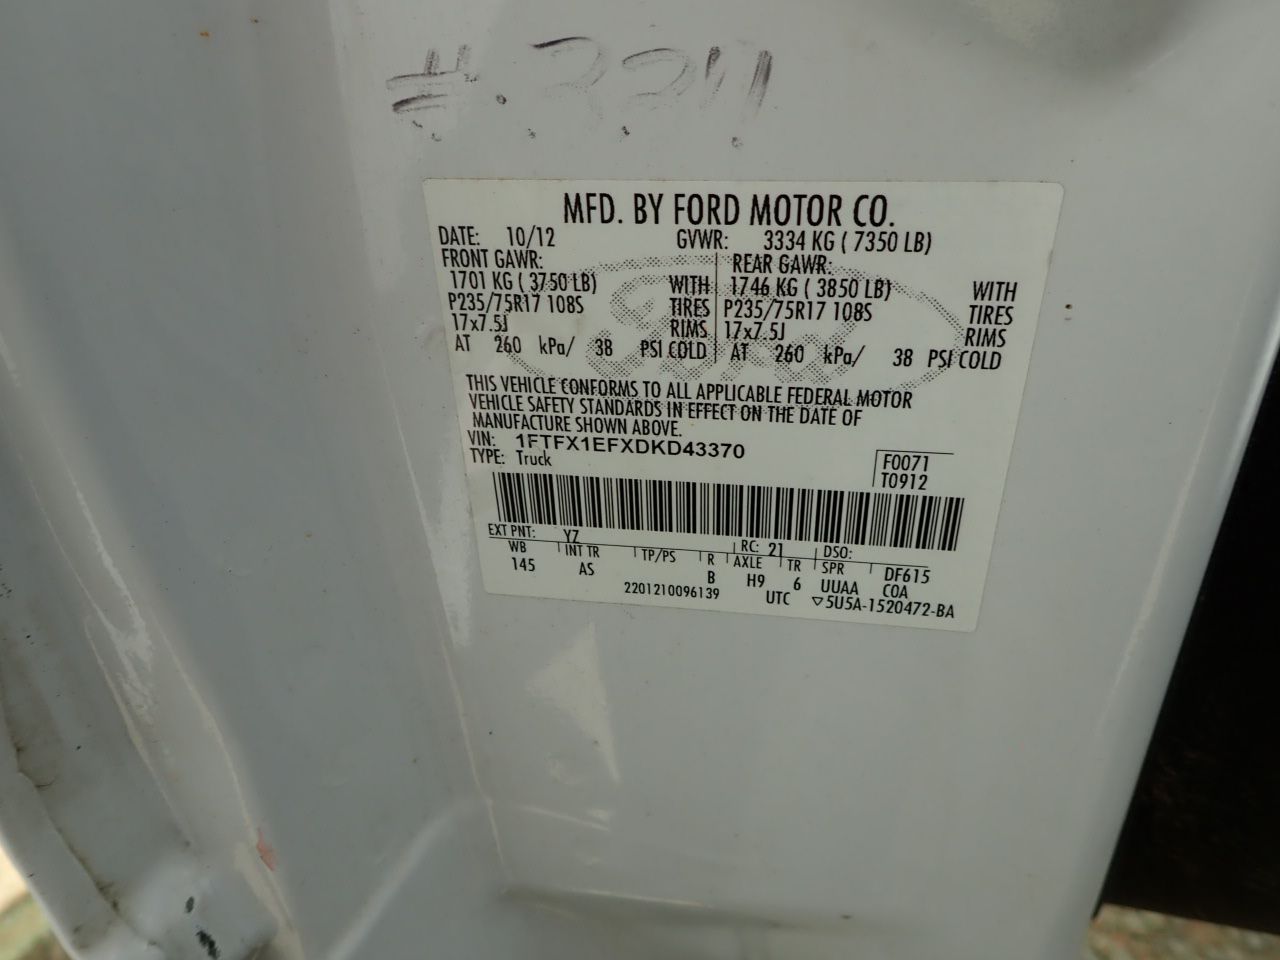 MFD. BY FORD MOTOR CO.
DATE: 10/12 GVWR: 3334 KG ( 7350 LB)
FRONT GAWR: REAR GAWR:
1701 KG ( 3750 LB) WITH 1746 KG ( 3850 LB) WITH
P235/75R17 108S TIRES P235/75R17 108S TIRES
17x7.5J RIMS 17x7.5J RIMS
AT 260 kPa/ 38 PSI COLD AT 260 kPa/ 38 PSI COLD
Ford
THIS VEHICLE CONFORMS TO ALL APPLICABLE FEDERAL MOTOR
VEHICLE SAFETY STANDARDS IN EFFECT ON THE DATE OF
MANUFACTURE SHOWN ABOVE.
VIN: 1FTFX1EFXDKD43370
TYPE: Truck
F0071
T0912
EXT PNT: YZ RC: 21 DSO:
WB INT TR TP/PS R AXLE TR SPR DF615
145 AS B H9 6 UUAA COA
2201210096139 UTC ▽5U5A-1520472-BA